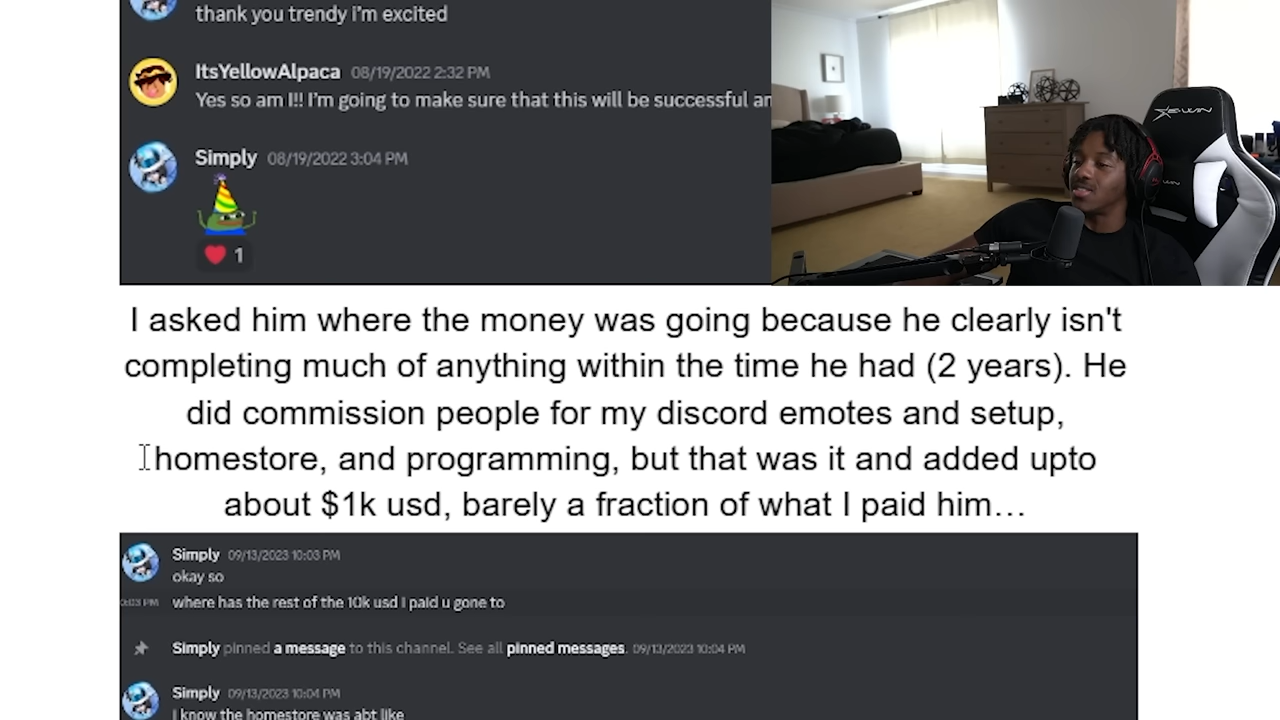 thank you trendy i'm excited
ItsYellowAlpaca 08/19/2022 2:32 PM
Yes so am I!! I'm going to make sure that this will be successful an
Simply 08/19/2022 3:04 PM
1
I asked him where the money was going because he clearly isn't
completing much of anything within the time he had (2 years). He
did commission people for my discord emotes and setup,
homestore, and programming, but that was it and added upto
about $1k usd, barely a fraction of what I paid him…
Simply 09/13/2023 10:03 PM
okay so
where has the rest of the 10k usd I paid u gone to
Simply pinned a message to this channel. See all pinned messages. 09/13/2023 10:04 PM
Simply 09/13/2023 10:04 PM
I know the homestore was abt like